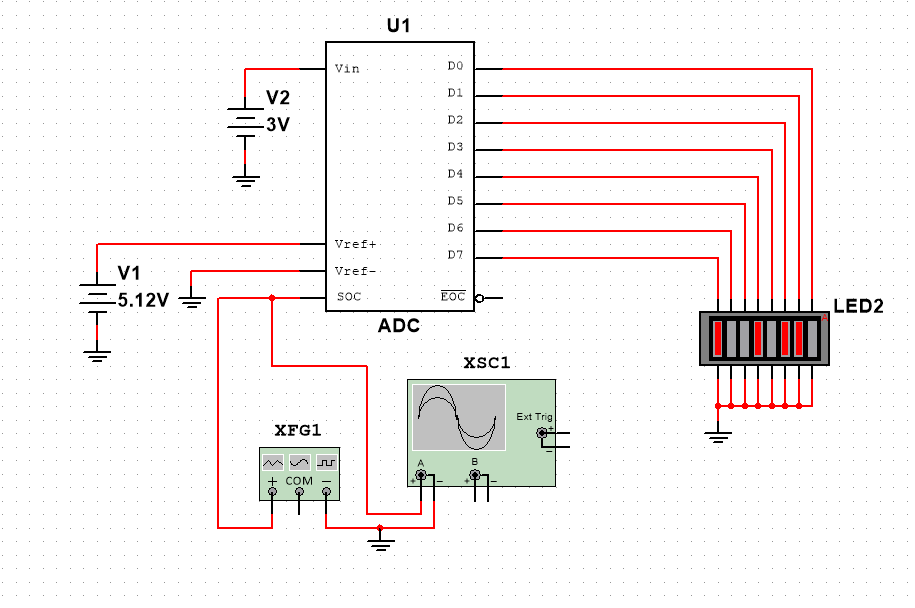 U1
Vin
D0
V2
3V
D1
D2
D3
D4
D5
D6
D7
Vref+
Vref-
V1
5.12V
SOC
EOC
ADC
LED2
XSC1
Ext Trig
+
−
A
B
+
−
+
−
XFG1
+
COM
−